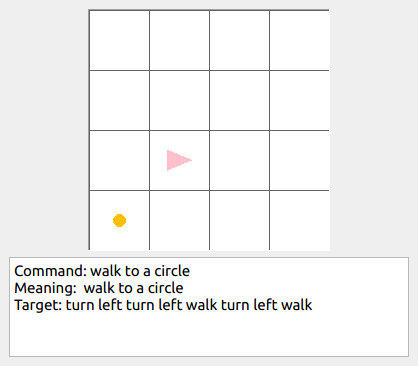 Command: walk to a circle
Meaning:  walk to a circle
Target: turn left turn left walk turn left walk